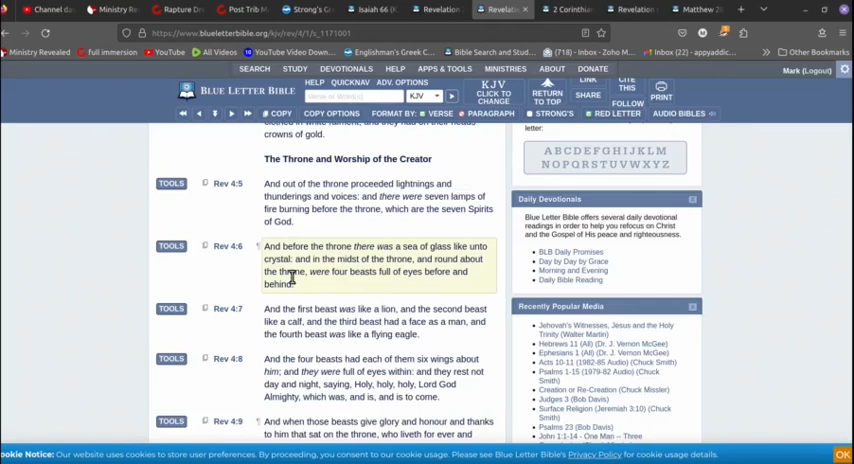 Channel das
Ministry Rev
Rapture Dr
Post Trib M
Strong's Gr
Isaiah 66 (K
Revelation
Revelatio
2 Corinthian
Revelation
Matthew 2
https://www.blueletterbible.org/kjv/rev/4/1/s_1171001
Ministry Revealed
full immersion
YouTube
All Videos
YouTube Video Down...
Englishman's Greek C...
Bible Search and Stud...
(718) - Inbox - Zoho M...
Inbox (22) - appyaddic...
Other Bookmarks
SEARCH STUDY DEVOTIONALS HELP APPS & TOOLS MINISTRIES ABOUT DONATE
Mark (Logout)
BLUE LETTER BIBLE
HELP QUICKNAV ADV. OPTIONS
Verse or Word(s)
KJV
KJV
CLICK TO
CHANGE
RETURN
TO TOP
LINK
SHARE
CITE
THIS
FOLLOW
PRINT
COPY COPY OPTIONS FORMAT BY: VERSE PARAGRAPH STRONG'S RED LETTER AUDIO BIBLES
clothed in white raiment; and they had on their heads
crowns of gold.
The Throne and Worship of the Creator
TOOLS Rev 4:5 And out of the throne proceeded lightnings and
thunderings and voices: and there were seven lamps of
fire burning before the throne, which are the seven Spirits
of God.
TOOLS Rev 4:6 ¶ And before the throne there was a sea of glass like unto
crystal: and in the midst of the throne, and round about
the throne, were four beasts full of eyes before and
behind.
TOOLS Rev 4:7 And the first beast was like a lion, and the second beast
like a calf, and the third beast had a face as a man, and
the fourth beast was like a flying eagle.
TOOLS Rev 4:8 And the four beasts had each of them six wings about
him; and they were full of eyes within: and they rest not
day and night, saying, Holy, holy, holy, Lord God
Almighty, which was, and is, and is to come.
TOOLS Rev 4:9 ¶ And when those beasts give glory and honour and thanks
to him that sat on the throne, who liveth for ever and
letter:
A B C D E F G H I J K L M
N O P Q R S T U V W X Y Z
Daily Devotionals
x
Blue Letter Bible offers several daily devotional
readings in order to help you refocus on Christ
and the Gospel of His peace and righteousness.
BLB Daily Promises
Day by Day by Grace
Morning and Evening
Daily Bible Reading
Recently Popular Media
x
Jehovah's Witnesses, Jesus and the Holy
Trinity (Walter Martin)
Hebrews 11 (All) (Dr. J. Vernon McGee)
Ephesians 1 (All) (Dr. J. Vernon McGee)
Acts 10-11 (1982-85 Audio) (Chuck Smith)
Psalms 1-15 (1979-82 Audio) (Chuck
Smith)
Creation or Re-Creation (Chuck Missler)
Judges 3 (Bob Davis)
Surface Religion (Jeremiah 3:10) (Chuck
Smith)
Psalms 23 (Bob Davis)
John 1:1-14 - One Man -- Three
ookie Notice: Our website uses cookies to store user preferences. By proceeding, you consent to our cookie usage. Please see Blue Letter Bible's Privacy Policy for cookie usage details.
OK